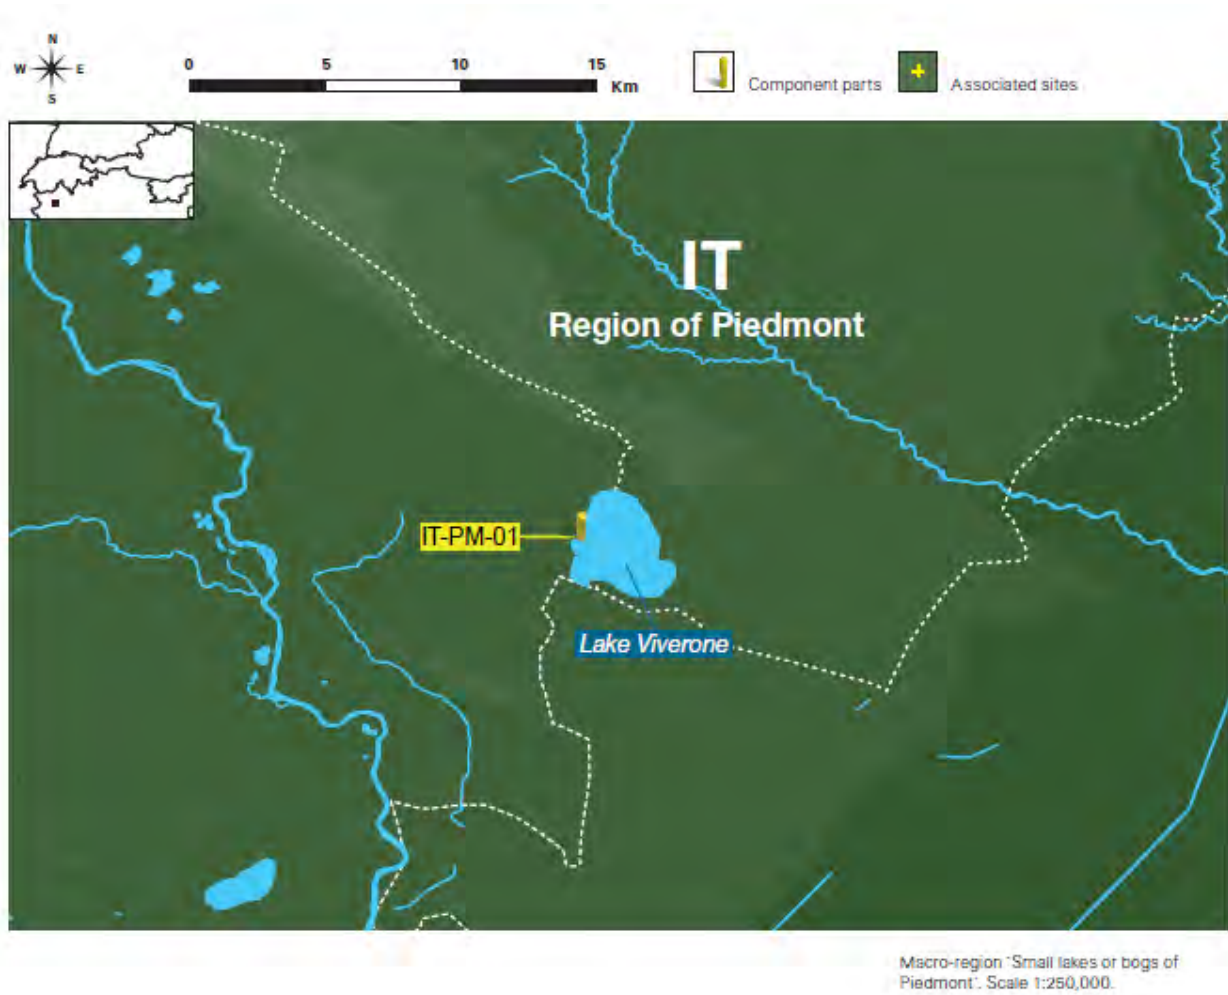 N
W E
S
0 5 10 15
Km
Component parts
Associated sites
IT
Region of Piedmont
IT-PM-01
Lake Viverone
Macro-region 'Small lakes or bogs of
Piedmont'. Scale 1:250,000.